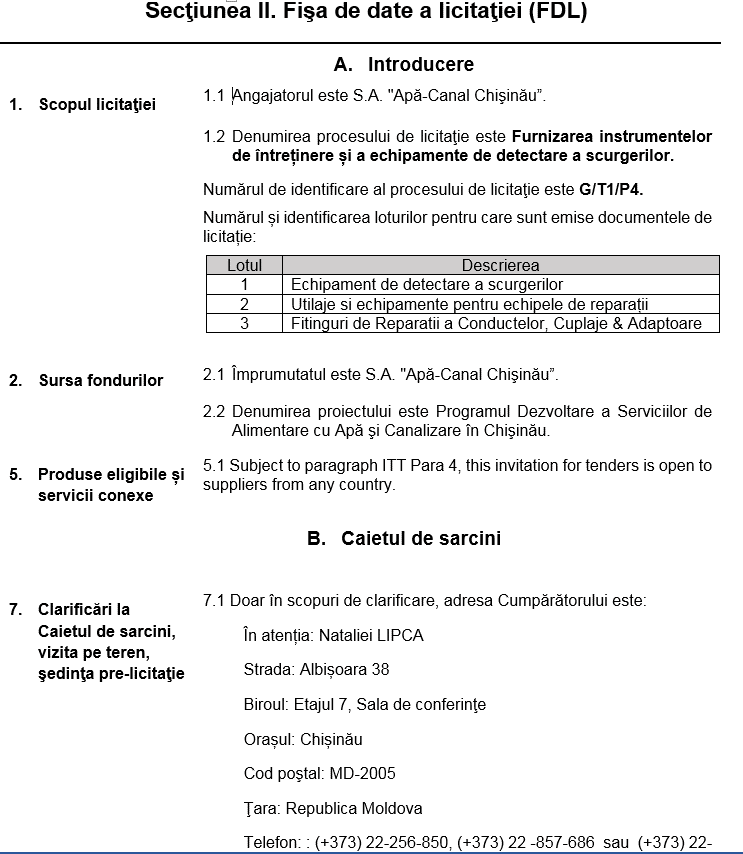 Secţiunea II. Fişa de date a licitaţiei (FDL)
A. Introducere
1. Scopul licitaţiei
1.1 Angajatorul este S.A. "Apă-Canal Chişinău”.
1.2 Denumirea procesului de licitaţie este Furnizarea instrumentelor
de întreținere și a echipamente de detectare a scurgerilor.
Numărul de identificare al procesului de licitaţie este G/T1/P4.
Numărul și identificarea loturilor pentru care sunt emise documentele de
licitație:
Lotul Descrierea
1 Echipament de detectare a scurgerilor
2 Utilaje si echipamente pentru echipele de reparații
3 Fitinguri de Reparatii a Conductelor, Cuplaje & Adaptoare
2. Sursa fondurilor
2.1 Împrumutatul este S.A. "Apă-Canal Chişinău”.
2.2 Denumirea proiectului este Programul Dezvoltare a Serviciilor de
Alimentare cu Apă şi Canalizare în Chişinău.
5. Produse eligibile și
servicii conexe
5.1 Subject to paragraph ITT Para 4, this invitation for tenders is open to
suppliers from any country.
B. Caietul de sarcini
7. Clarificări la
Caietul de sarcini,
vizita pe teren,
şedinţa pre-licitaţie
7.1 Doar în scopuri de clarificare, adresa Cumpărătorului este:
În atenția: Nataliei LIPCA
Strada: Albișoara 38
Biroul: Etajul 7, Sala de conferinţe
Orașul: Chișinău
Cod poştal: MD-2005
Ţara: Republica Moldova
Telefon: : (+373) 22-256-850, (+373) 22 -857-686 sau (+373) 22-